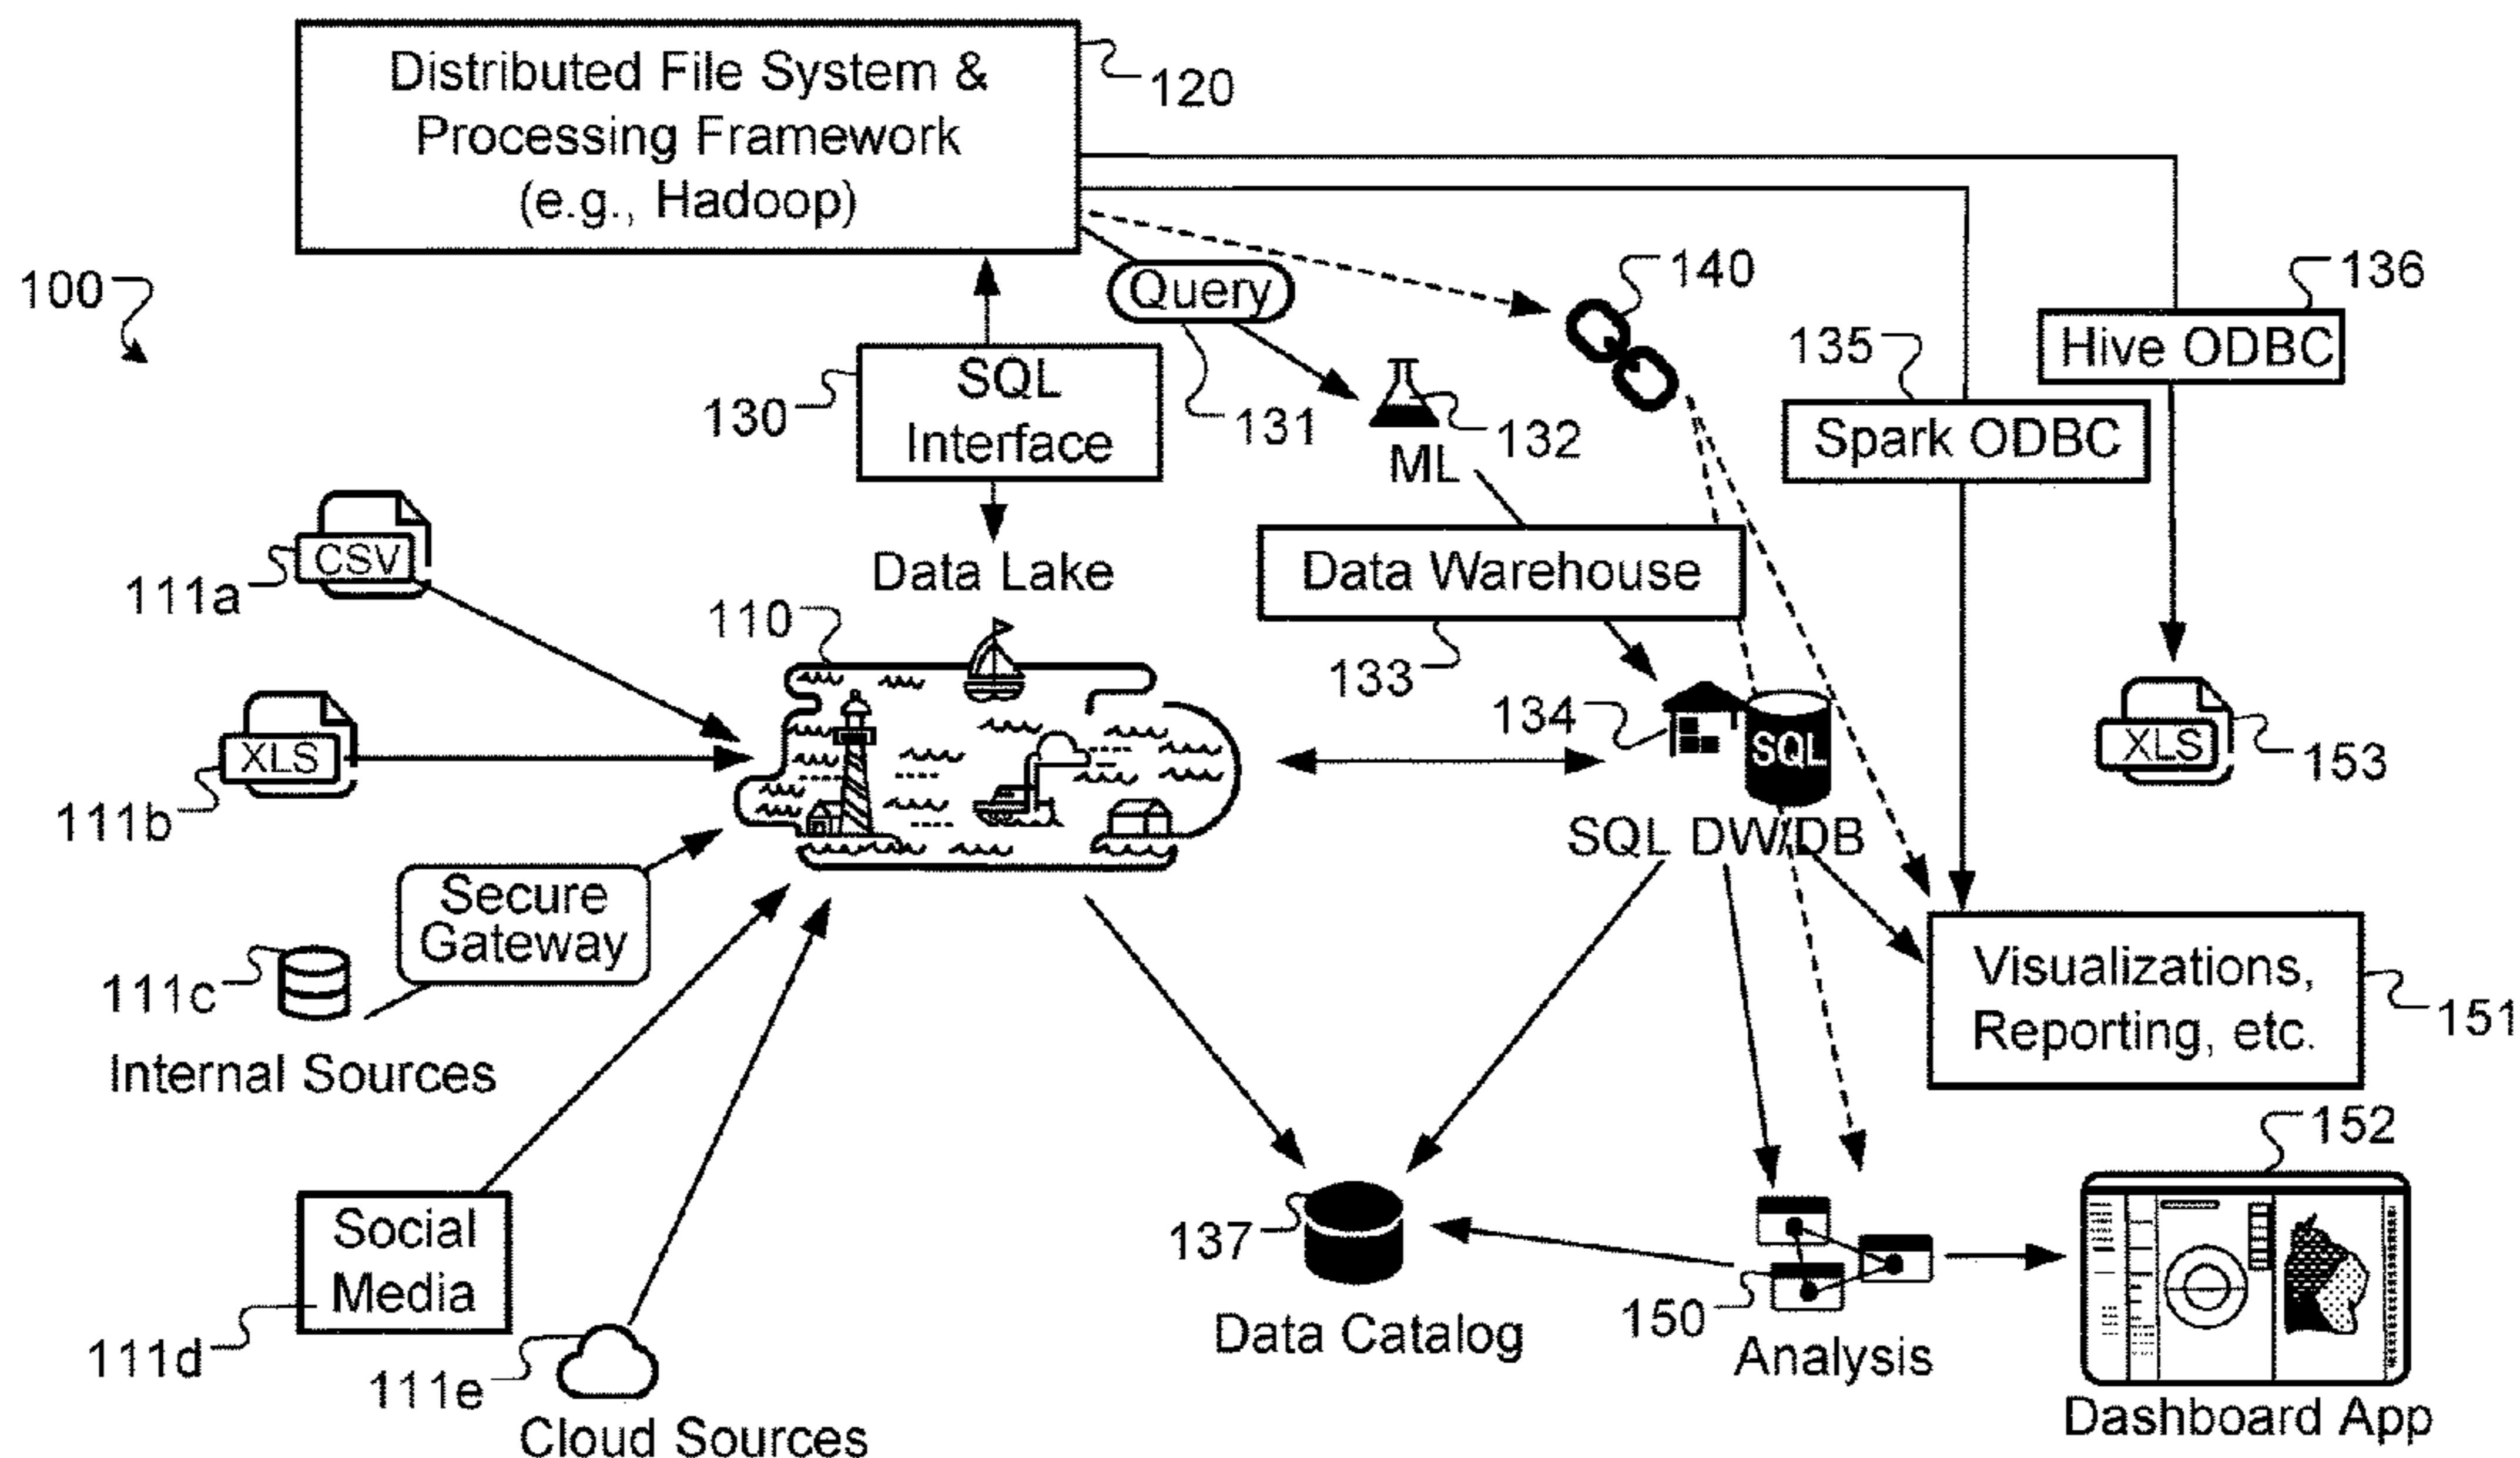 Distributed File System &
Processing Framework
(e.g., Hadoop)
120
100
Query
140
136
Hive ODBC
135
Spark ODBC
SQL
Interface
130
131
132
ML
CSV
111a
Data Lake
110
Data Warehouse
133
134
SQL
SQL DW/DB
XLS
153
XLS
111b
Secure
Gateway
111c
Internal Sources
Visualizations,
Reporting, etc.
151
152
Social
Media
111d
111e
Cloud Sources
137
Data Catalog
150
Analysis
Dashboard App